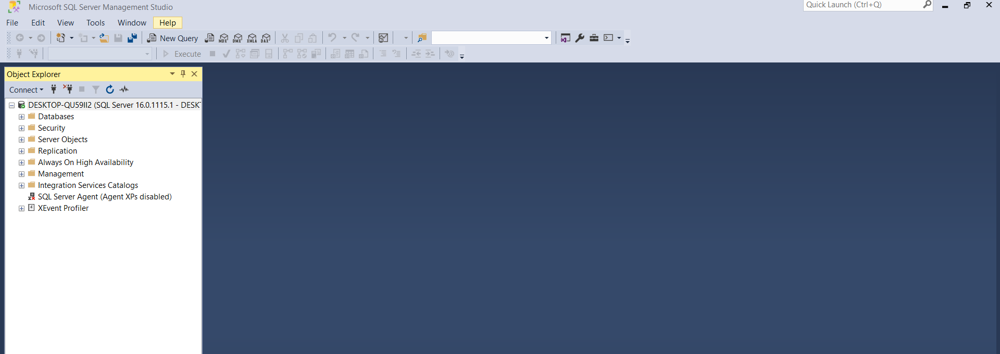 Microsoft SQL Server Management Studio
Quick Launch (Ctrl+Q)
File Edit View Tools Window Help
New Query MDX DMX XMLA DAX
Execute
Object Explorer
Connect
DESKTOP-QU59II2 (SQL Server 16.0.1115.1 - DESKT
Databases
Security
Server Objects
Replication
Always On High Availability
Management
Integration Services Catalogs
SQL Server Agent (Agent XPs disabled)
XEvent Profiler